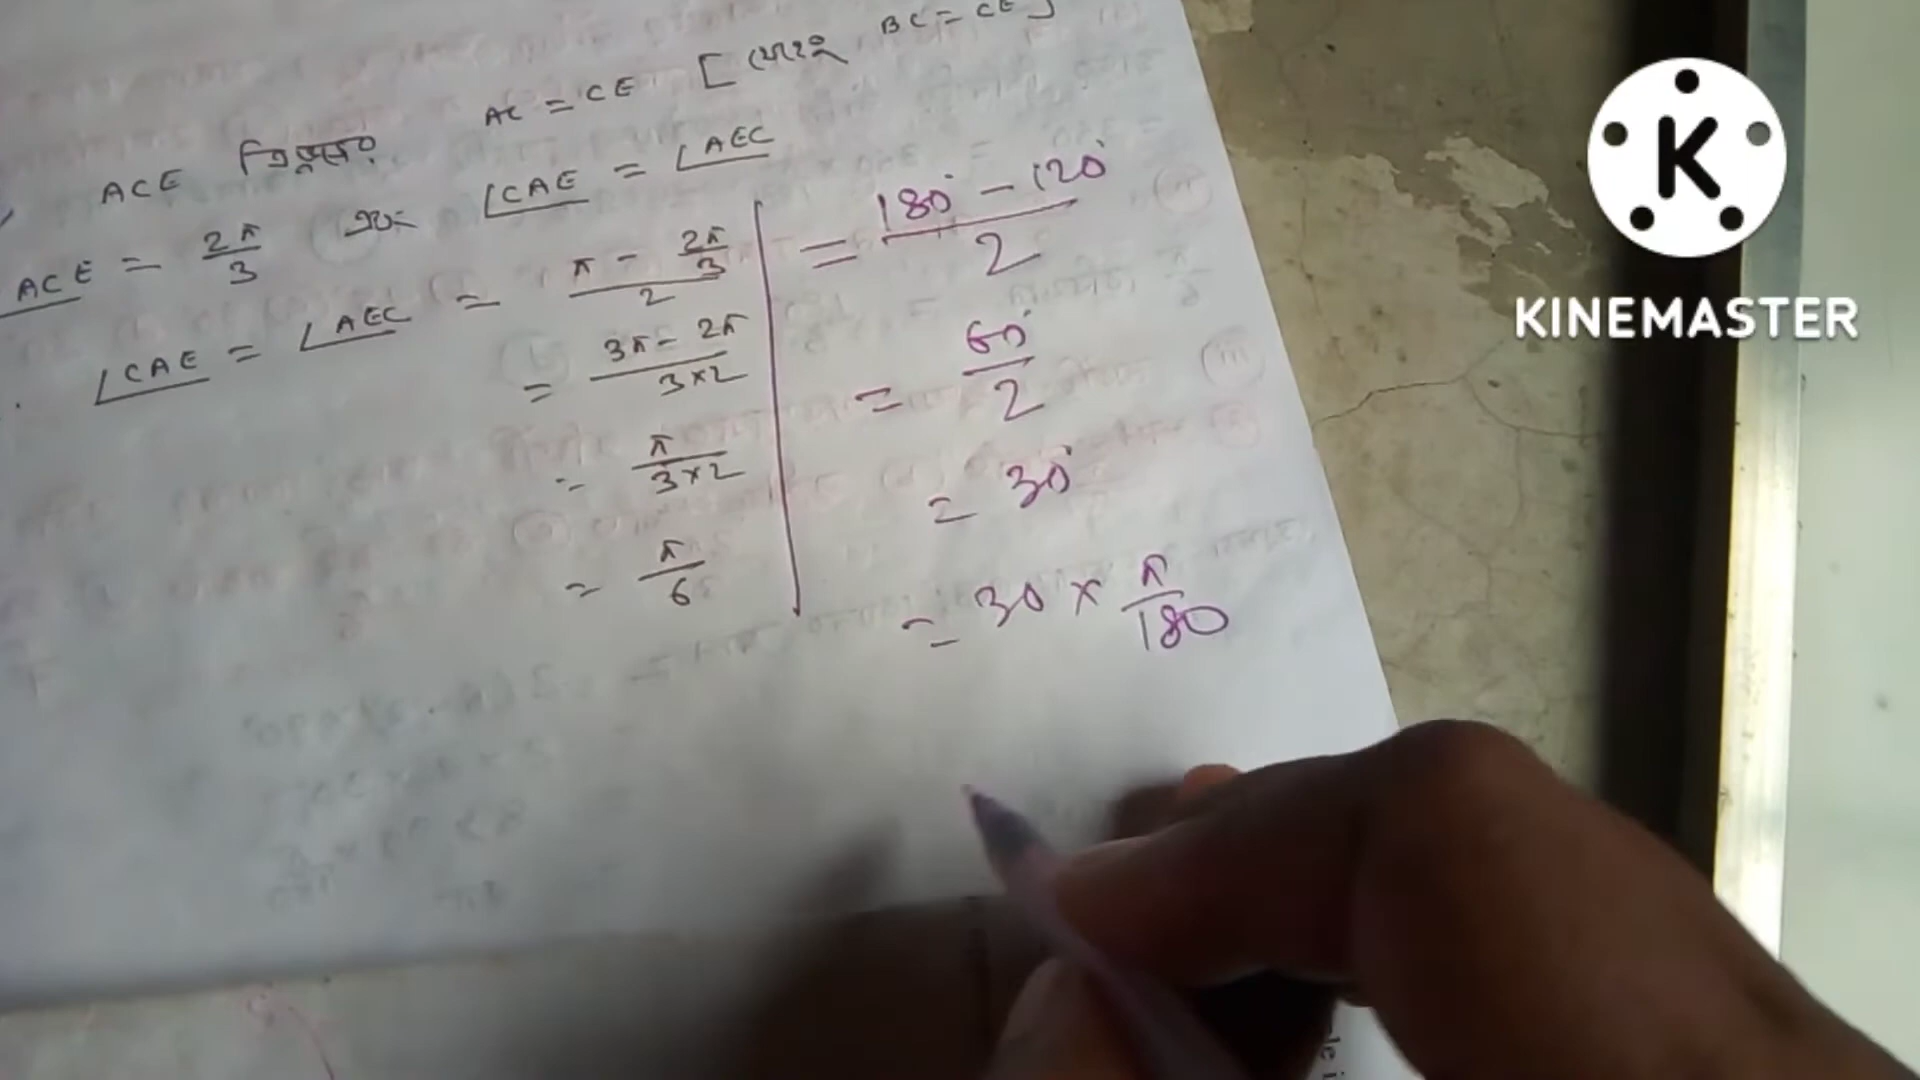 AC = CE [যেহেতু BC = CE]
ACE ত্রিভুজের
ACE = 2π/3 এবং ∠CAE = ∠AEC
∠CAE = ∠AEC = (π - 2π/3)/2
= (3π - 2π)/(3×2)
= π/(3×2)
= π/6
= (180° - 120°)/2
= 60°/2
= 30°
= 30 × π/180
K
KINEMASTER